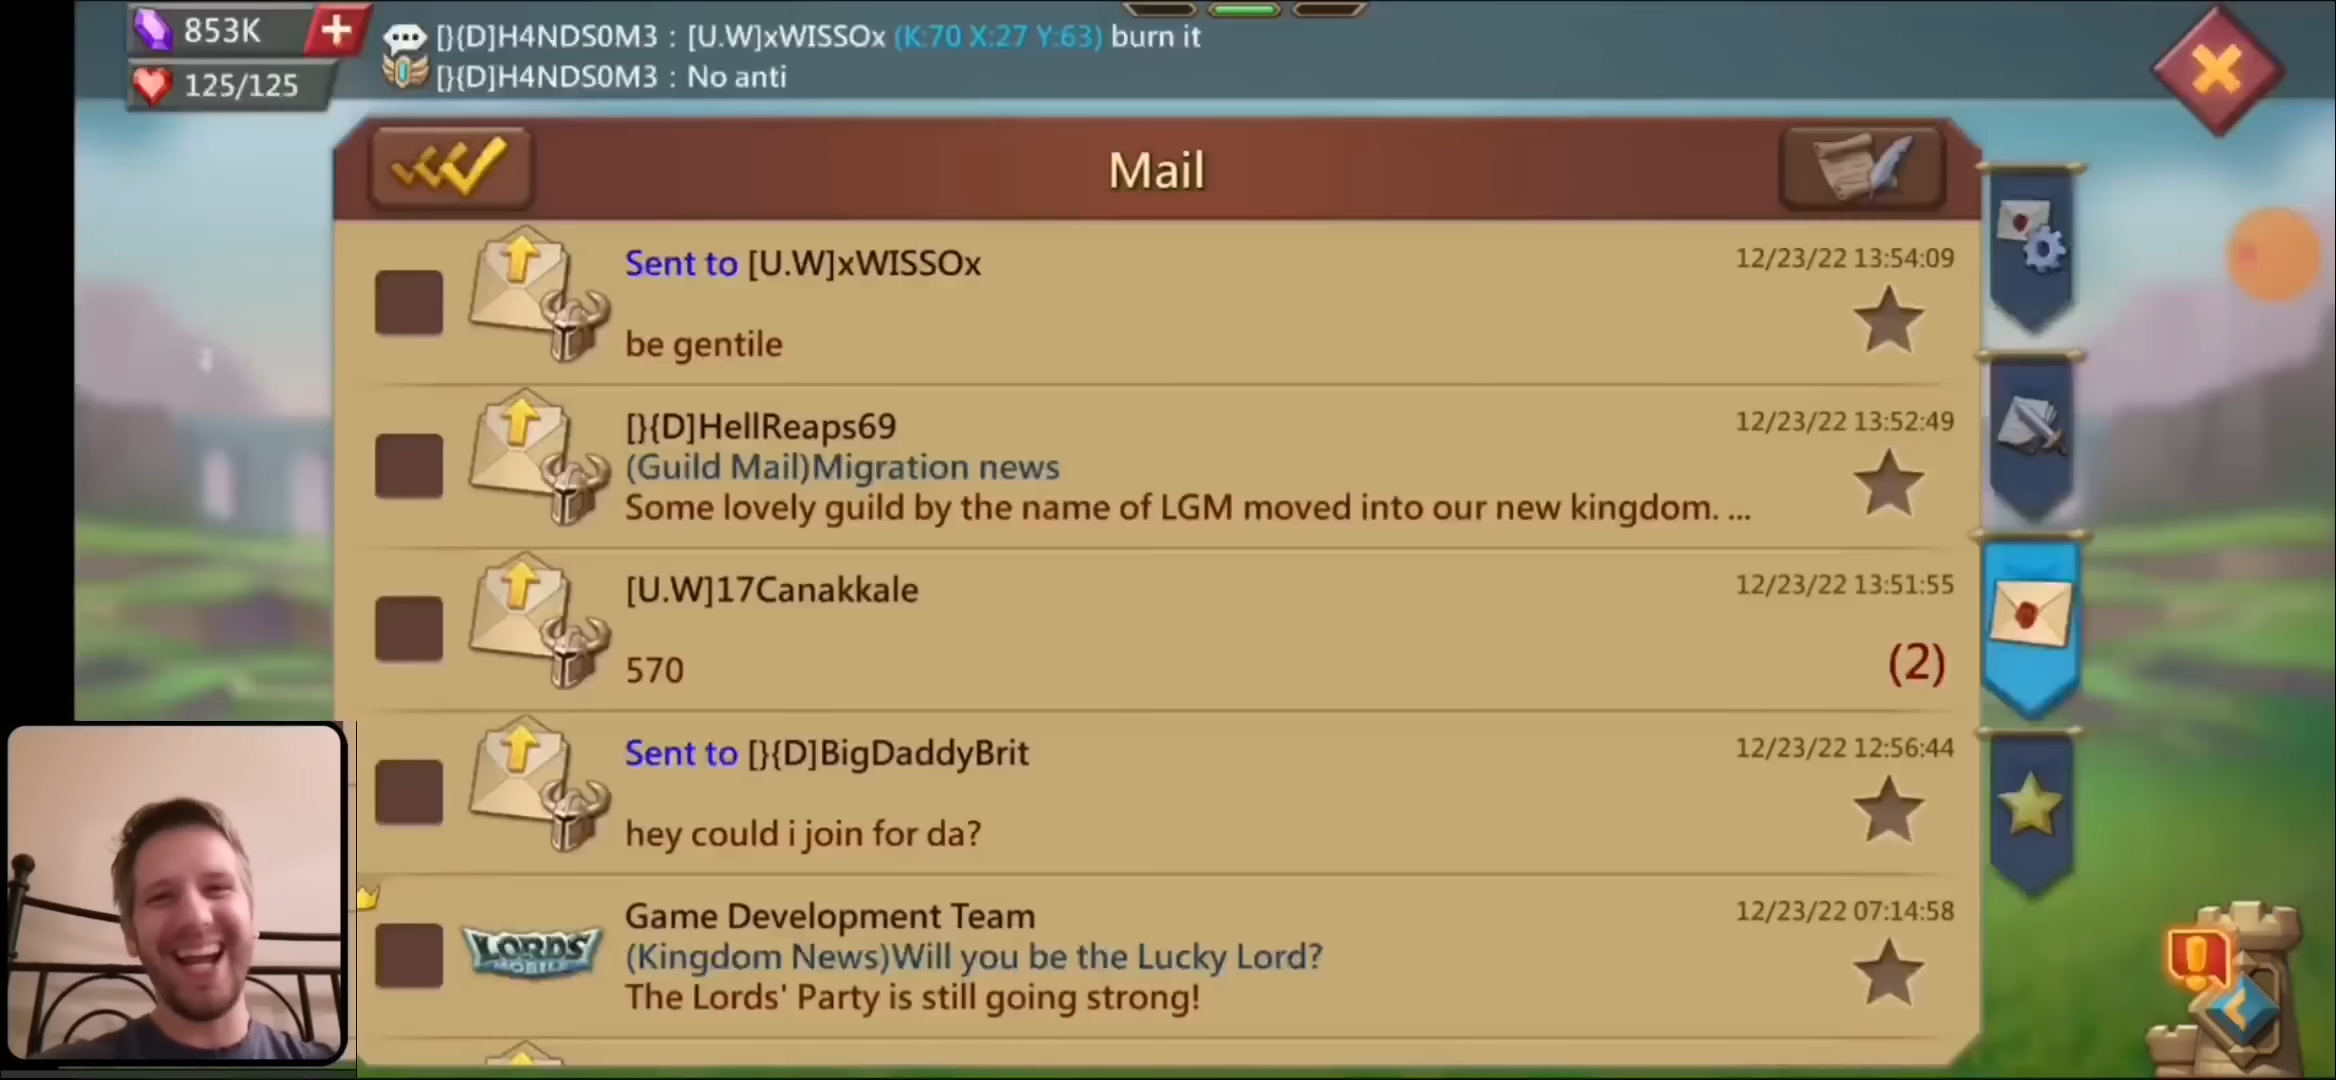 853K
125/125
[}{D]H4NDS0M3 : [U.W]xWISSOx (K:70 X:27 Y:63) burn it
[}{D]H4NDS0M3 : No anti
Mail
Sent to [U.W]xWISSOx
12/23/22 13:54:09
be gentile
[}{D]HellReaps69
12/23/22 13:52:49
(Guild Mail)Migration news
Some lovely guild by the name of LGM moved into our new kingdom. ...
[U.W]17Canakkale
12/23/22 13:51:55
570
(2)
Sent to [}{D]BigDaddyBrit
12/23/22 12:56:44
hey could i join for da?
Game Development Team
12/23/22 07:14:58
LORDS
MOBILE
(Kingdom News)Will you be the Lucky Lord?
The Lords' Party is still going strong!